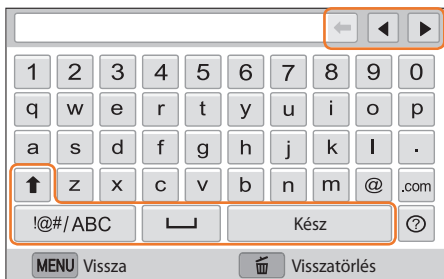 1 2 3 4 5 6 7 8 9 0
q w e r t y u i o p
a s d f g h j k l .
z x c v b n m @ .com
!@#/ABC Kész ?
MENU Vissza Visszatörlés